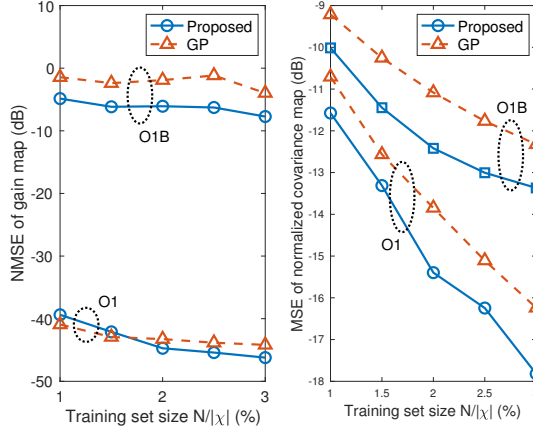 10
0
-10
-20
-30
-40
-50
NMSE of gain map (dB)
Proposed
GP
O1B
O1
1
2
3
Training set size N/|χ| (%)
-9
-10
-11
-12
-13
-14
-15
-16
-17
-18
MSE of normalized covariance map (dB)
Proposed
GP
O1B
O1
1
1.5
2
2.5
3
Training set size N/|χ| (%)